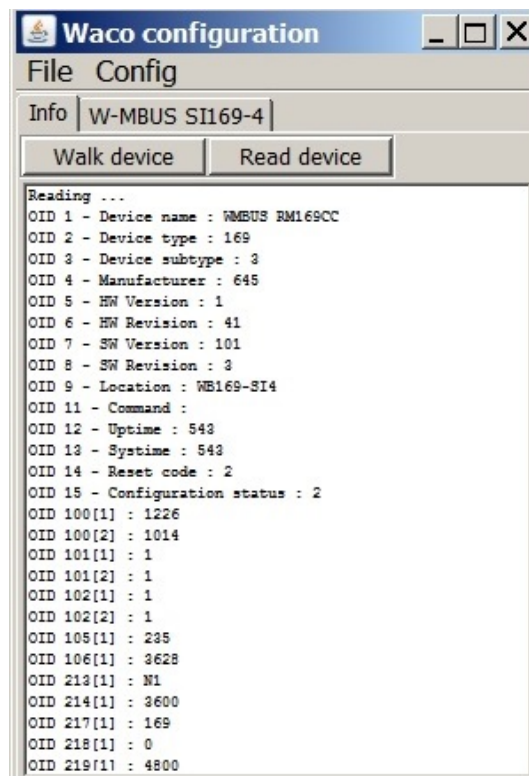 Waco configuration
File Config
Info W-MBUS SI169-4
Walk device Read device
Reading ...
OID 1 - Device name : WMBUS RM169CC
OID 2 - Device type : 169
OID 3 - Device subtype : 3
OID 4 - Manufacturer : 645
OID 5 - HW Version : 1
OID 6 - HW Revision : 41
OID 7 - SW Version : 101
OID 8 - SW Revision : 3
OID 9 - Location : WB169-SI4
OID 11 - Command :
OID 12 - Uptime : 543
OID 13 - Systime : 543
OID 14 - Reset code : 2
OID 15 - Configuration status : 2
OID 100[1] : 1226
OID 100[2] : 1014
OID 101[1] : 1
OID 101[2] : 1
OID 102[1] : 1
OID 102[2] : 1
OID 105[1] : 235
OID 106[1] : 3628
OID 213[1] : N1
OID 214[1] : 3600
OID 217[1] : 169
OID 218[1] : 0
OID 219[1] : 4800